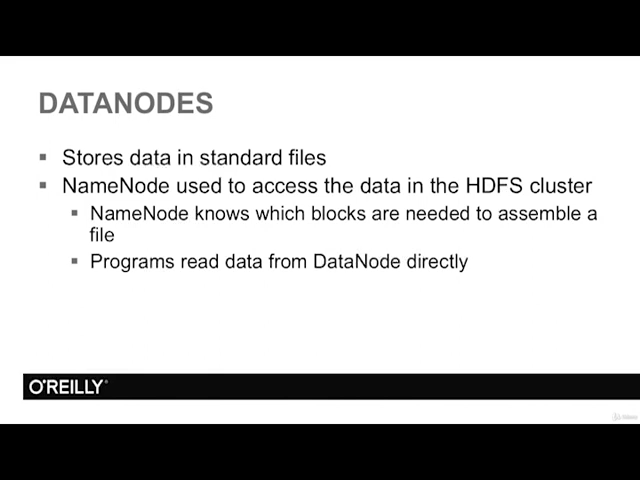 DATANODES
▪ Stores data in standard files
▪ NameNode used to access the data in the HDFS cluster
▪ NameNode knows which blocks are needed to assemble a
file
▪ Programs read data from DataNode directly
O'REILLY®